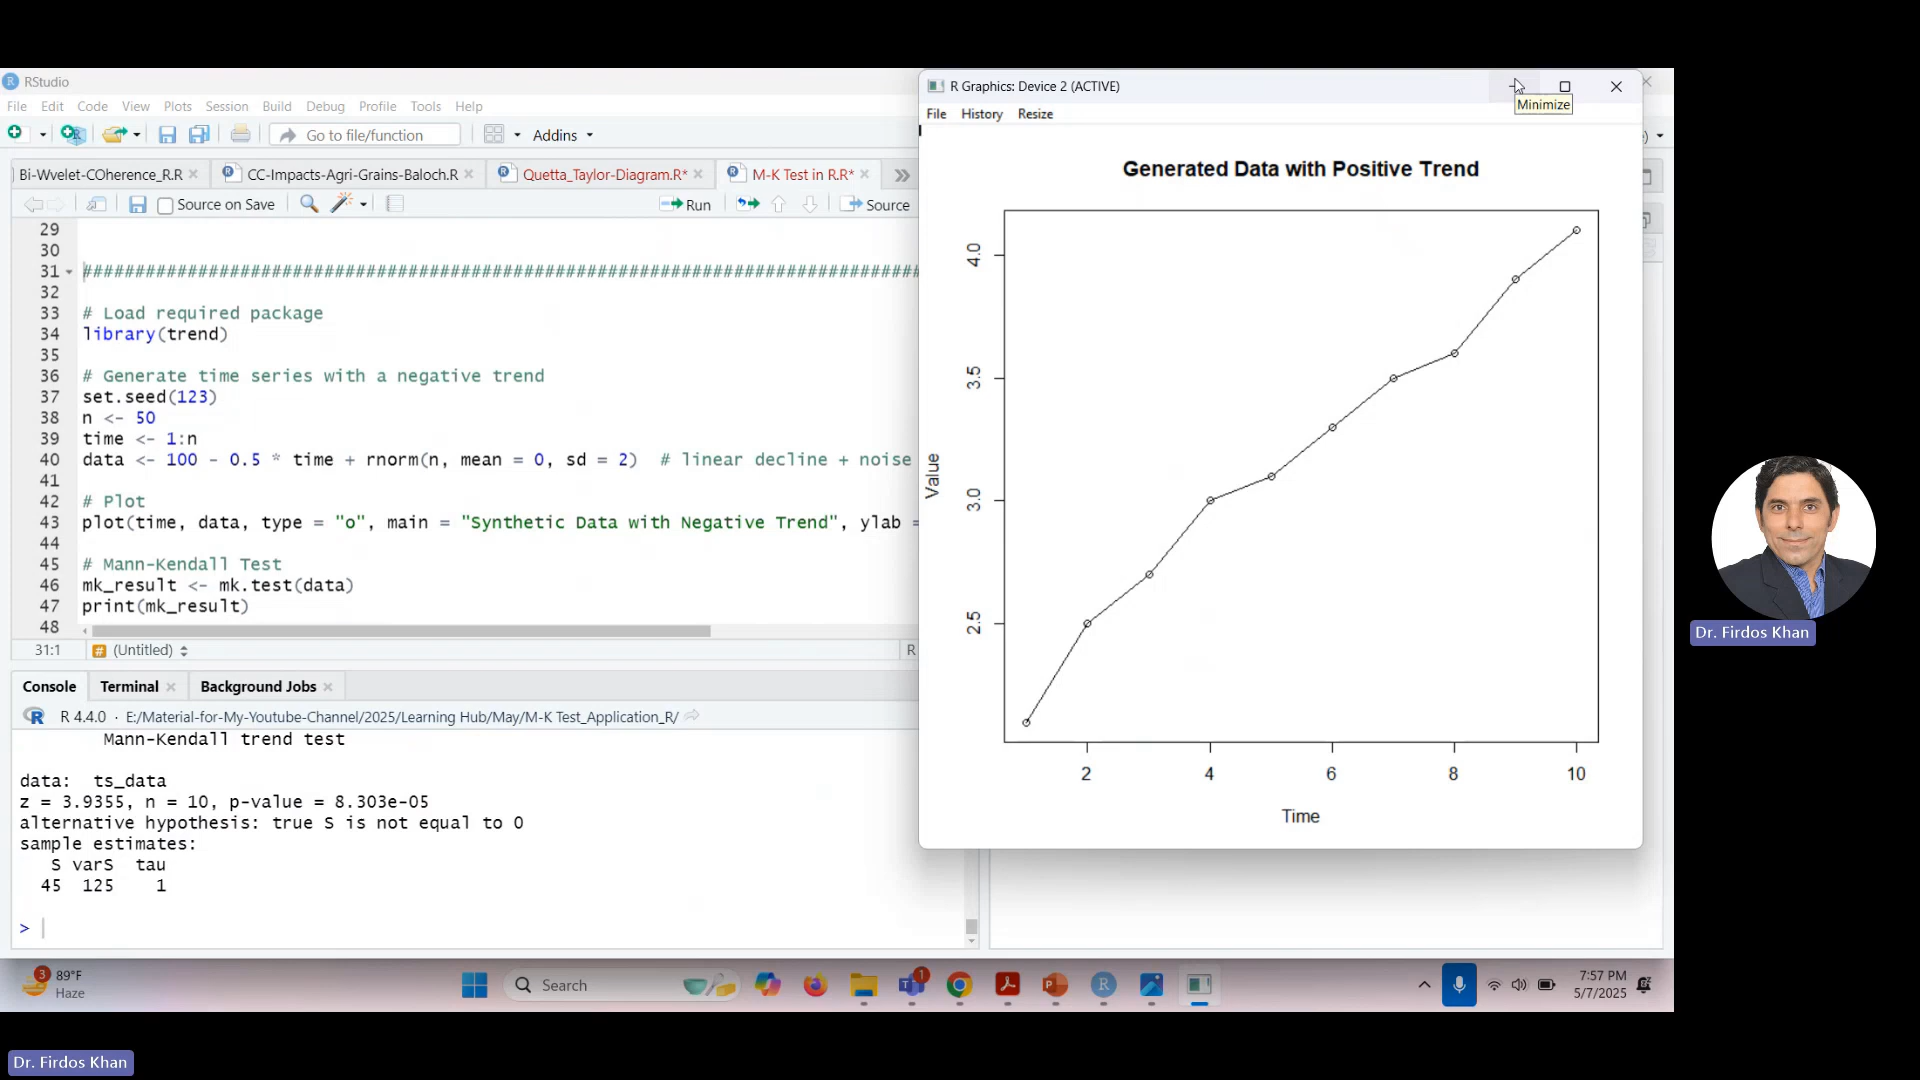 RStudio
File Edit Code View Plots Session Build Debug Profile Tools Help
Go to file/function
Addins
Bi-Wvelet-COherence_R.R
CC-Impacts-Agri-Grains-Baloch.R
Quetta_Taylor-Diagram.R*
M-K Test in R.R*
Source on Save
Run
Source
29
30
31 ################################################################################
32
33 # Load required package
34 library(trend)
35
36 # Generate time series with a negative trend
37 set.seed(123)
38 n <- 50
39 time <- 1:n
40 data <- 100 - 0.5 * time + rnorm(n, mean = 0, sd = 2)  # linear decline + noise
41
42 # Plot
43 plot(time, data, type = "o", main = "Synthetic Data with Negative Trend", ylab =
44
45 # Mann-Kendall Test
46 mk_result <- mk.test(data)
47 print(mk_result)
48
31:1 # (Untitled) R
Console Terminal Background Jobs
R 4.4.0 · E:/Material-for-My-Youtube-Channel/2025/Learning Hub/May/M-K Test_Application_R/
Mann-Kendall trend test
data:  ts_data
z = 3.9355, n = 10, p-value = 8.303e-05
alternative hypothesis: true S is not equal to 0
sample estimates:
S varS tau
45 125 1
>
R Graphics: Device 2 (ACTIVE)
Minimize
File History Resize
Generated Data with Positive Trend
4.0
3.5
3.0
2.5
Value
2 4 6 8 10
Time
3
89°F
Haze
Search
1
7:57 PM
5/7/2025
Dr. Firdos Khan
Dr. Firdos Khan